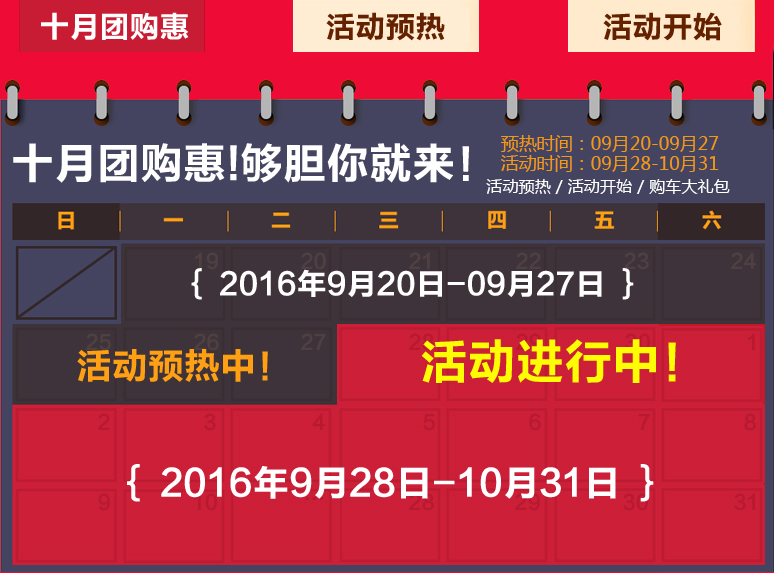 十月团购惠 活动预热 活动开始
十月团购惠!够胆你就来!
预热时间：09月20-09月27
活动时间：09月28-10月31
活动预热 / 活动开始 / 购车大礼包
日 一 二 三 四 五 六
19 20 21 22 23 24
{ 2016年9月20日-09月27日 }
25 26 27 28 29 30 1
活动预热中! 活动进行中!
2 3 4 5 6 7 8
{ 2016年9月28日-10月31日 }
9 10 28 29 30 31